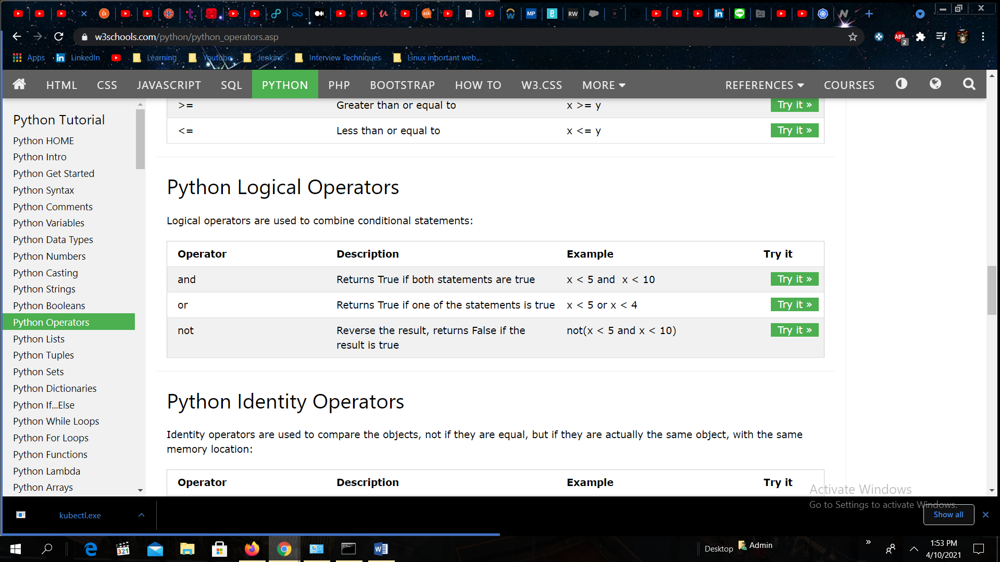 ask
MP
e
RW
in
LINE
w3schools.com/python/python_operators.asp
ABP
2
Apps
in
LinkedIn
Learning
Youtube
Jenkins
Interview Techniques
Linux inportant web...
HTML
CSS
JAVASCRIPT
SQL
PYTHON
PHP
BOOTSTRAP
HOW TO
W3.CSS
MORE
REFERENCES
COURSES
Python Tutorial
Python HOME
Python Intro
Python Get Started
Python Syntax
Python Comments
Python Variables
Python Data Types
Python Numbers
Python Casting
Python Strings
Python Booleans
Python Operators
Python Lists
Python Tuples
Python Sets
Python Dictionaries
Python If...Else
Python While Loops
Python For Loops
Python Functions
Python Lambda
Python Arrays
>= Greater than or equal to x >= y Try it »
<= Less than or equal to x <= y Try it »
Python Logical Operators
Logical operators are used to combine conditional statements:
Operator Description Example Try it
and Returns True if both statements are true x < 5 and  x < 10 Try it »
or Returns True if one of the statements is true x < 5 or x < 4 Try it »
not Reverse the result, returns False if the not(x < 5 and x < 10) Try it »
result is true
Python Identity Operators
Identity operators are used to compare the objects, not if they are equal, but if they are actually the same object, with the same
memory location:
Operator Description Example Try it
Activate Windows
Go to Settings to activate Windows.
kubectl.exe
Show all
321
Desktop
Admin
»
1:53 PM
4/10/2021